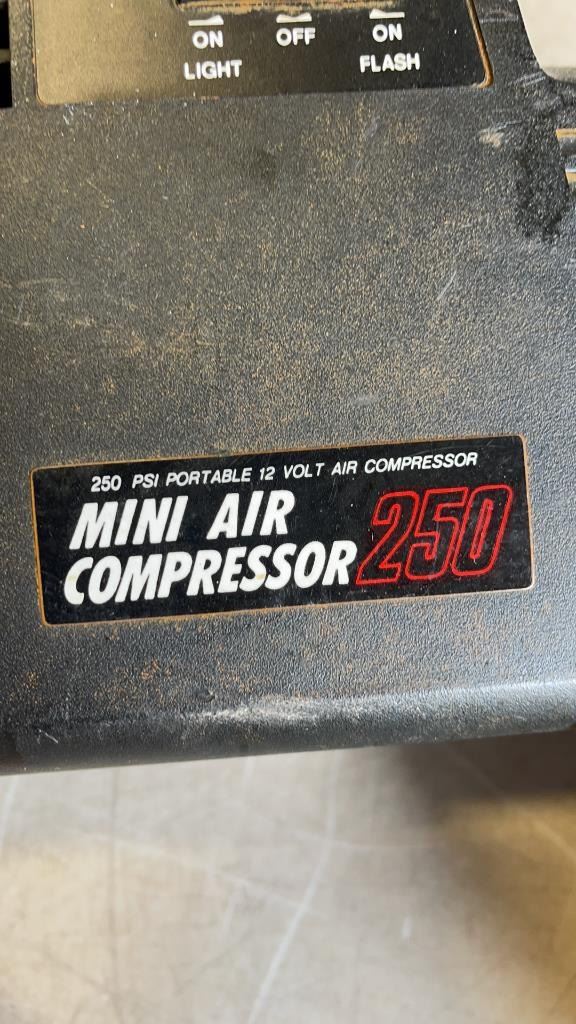 ON OFF ON
LIGHT FLASH
250 PSI PORTABLE 12 VOLT AIR COMPRESSOR
MINI AIR
COMPRESSOR 250